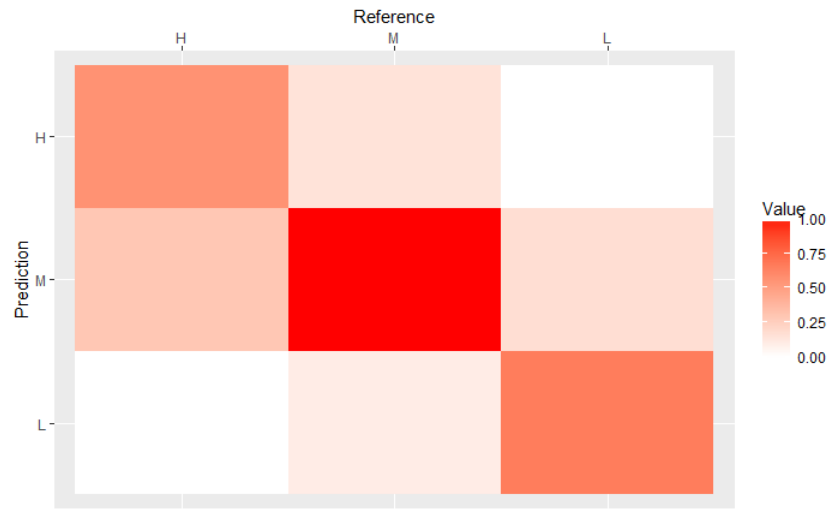 Reference
H M L
H
M
L
Prediction
Value
1.00
0.75
0.50
0.25
0.00